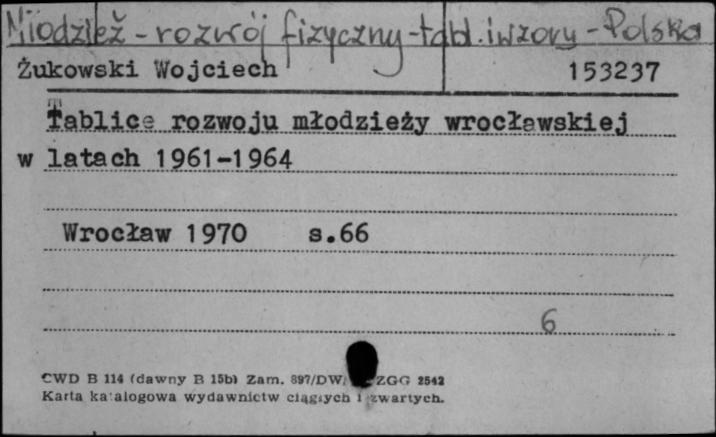 Młodzież - rozwój fizyczny - tabl. i wzory - Polska
Żukowski Wojciech 153237
Tablice rozwoju młodzieży wrocławskiej
w latach 1961-1964
Wrocław 1970 s.66
6
CWD B 114 (dawny B 15b) Zam. 897/DW. ZGG 2542
Karta katalogowa wydawnictw ciągłych i zwartych.